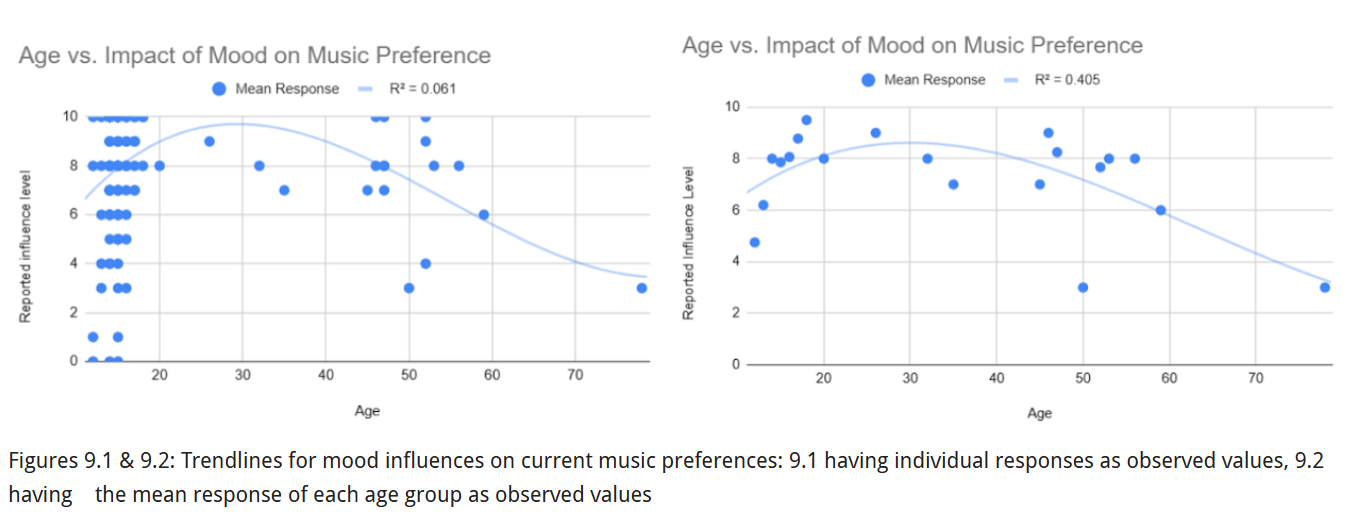 Age vs. Impact of Mood on Music Preference
Mean Response R² = 0.061
10
8
6
4
2
0
Reported influence level
20 30 40 50 60 70
Age
Age vs. Impact of Mood on Music Preference
Mean Response R² = 0.405
10
8
6
4
2
0
Reported Influence Level
20 30 40 50 60 70
Age
Figures 9.1 & 9.2: Trendlines for mood influences on current music preferences: 9.1 having individual responses as observed values, 9.2
having the mean response of each age group as observed values